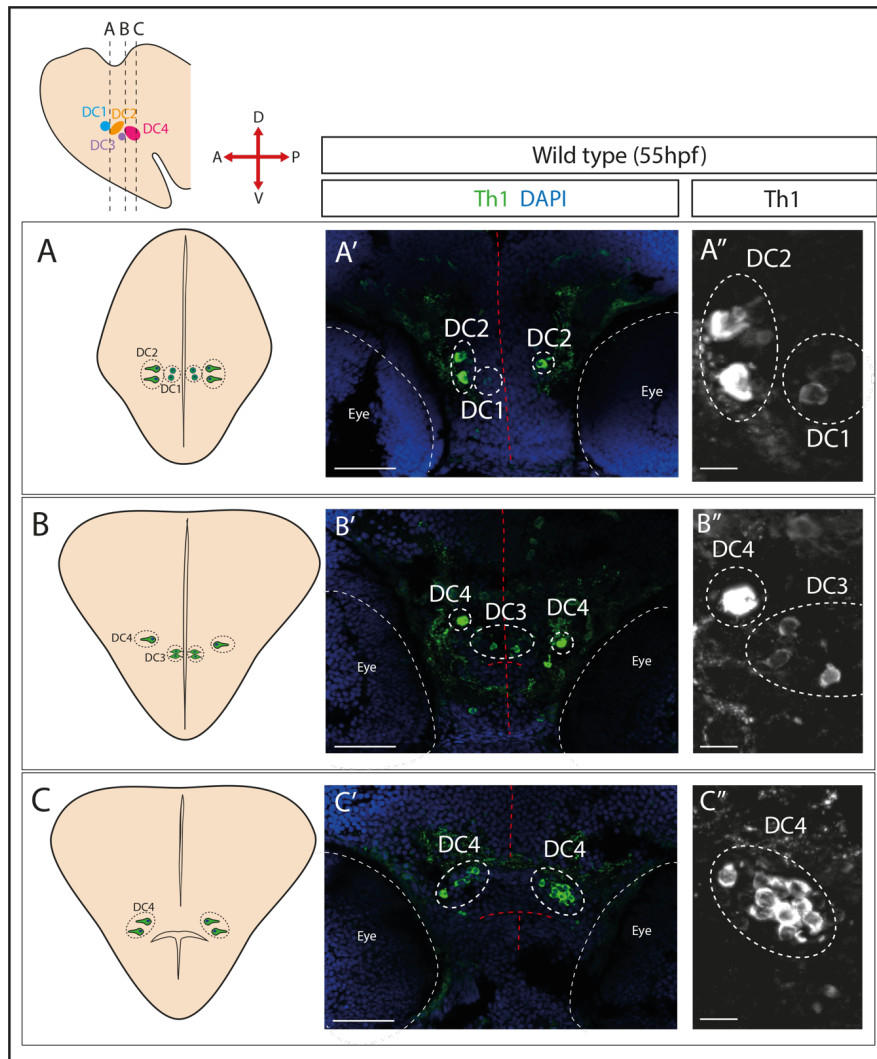 A B C
DC1
DC2
DC3
DC4
D
A P
V
Wild type (55hpf)
Th1 DAPI
Th1
A
DC2
DC1
A'
DC2
DC2
DC1
Eye
Eye
A"
DC2
DC1
B
DC4
DC3
B'
DC4
DC3
DC4
Eye
Eye
B"
DC4
DC3
C
DC4
C'
DC4
DC4
Eye
Eye
C"
DC4